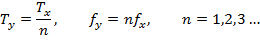 T_y = T_x / n, f_y = nf_x, n = 1,2,3 …